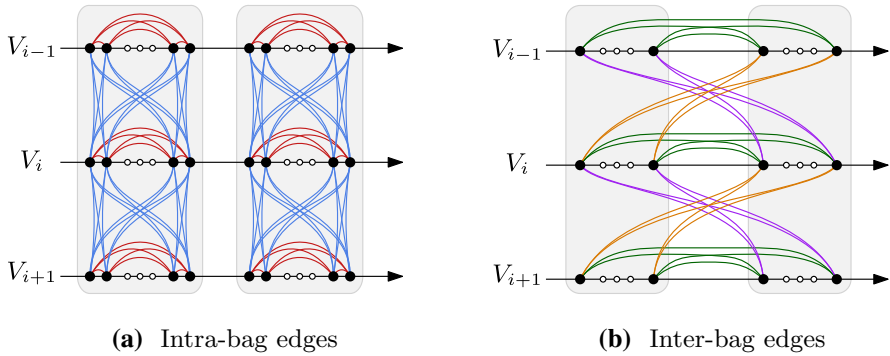 V_{i−1}
V_{i−1}
V_i
V_i
V_{i+1}
V_{i+1}
(a) Intra-bag edges
(b) Inter-bag edges